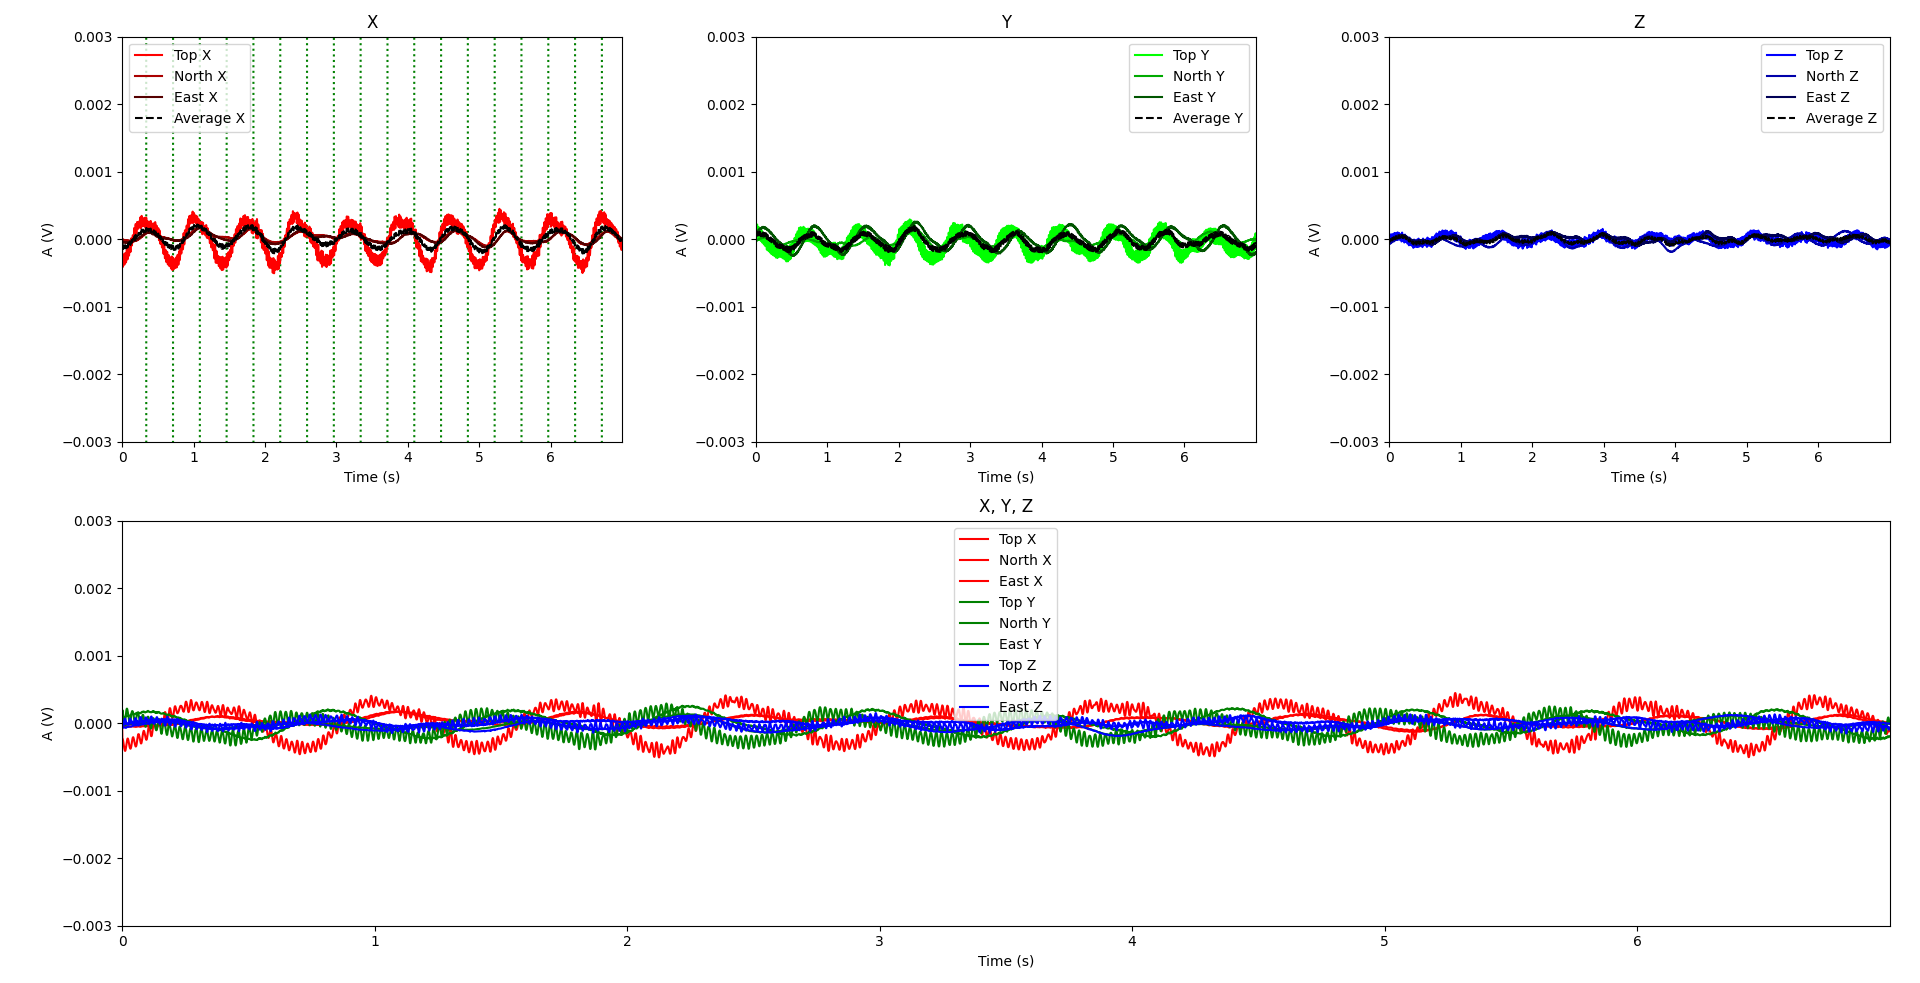 X
0.003
0.002
0.001
0.000
−0.001
−0.002
−0.003
A (V)
Top X
North X
East X
Average X
0 1 2 3 4 5 6
Time (s)
Y
0.003
0.002
0.001
0.000
−0.001
−0.002
−0.003
A (V)
Top Y
North Y
East Y
Average Y
0 1 2 3 4 5 6
Time (s)
Z
0.003
0.002
0.001
0.000
−0.001
−0.002
−0.003
A (V)
Top Z
North Z
East Z
Average Z
0 1 2 3 4 5 6
Time (s)
X, Y, Z
0.003
0.002
0.001
0.000
−0.001
−0.002
−0.003
A (V)
Top X
North X
East X
Top Y
North Y
East Y
Top Z
North Z
East Z
0 1 2 3 4 5 6
Time (s)